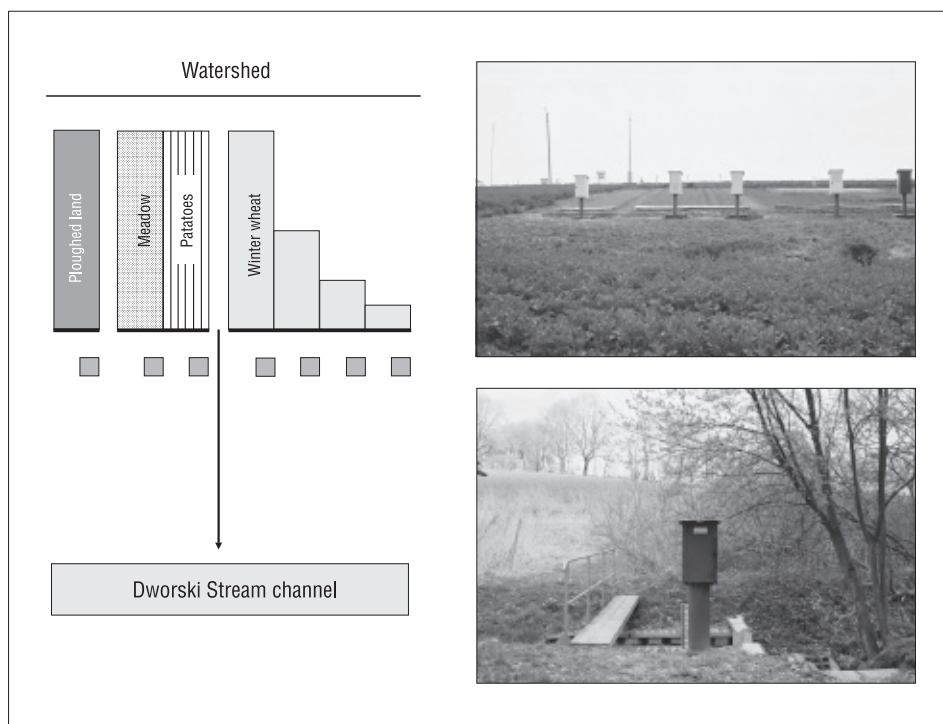 Watershed
Ploughed land
Meadow
Patatoes
Winter wheat
Dworski Stream channel